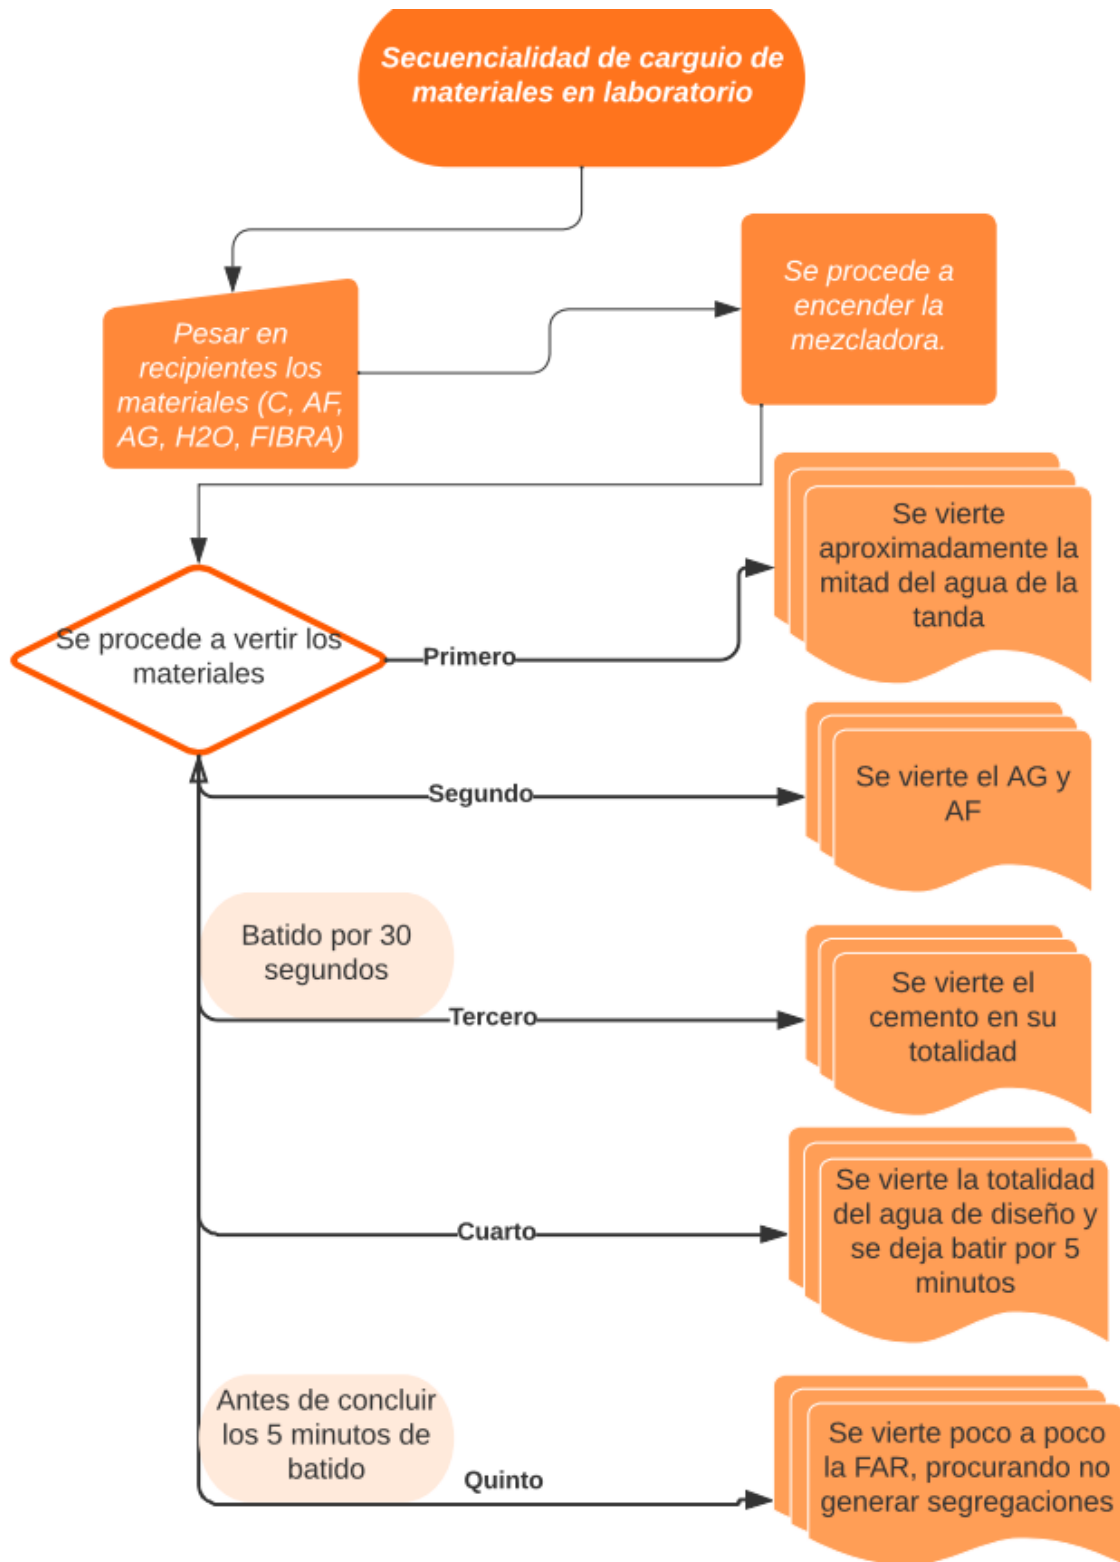 Secuencialidad de carguio de
materiales en laboratorio
Pesar en
recipientes los
materiales (C, AF,
AG, H2O, FIBRA)
Se procede a
encender la
mezcladora.
Se procede a vertir los
materiales
Primero
Se vierte
aproximadamente la
mitad del agua de la
tanda
Segundo
Se vierte el AG y
AF
Batido por 30
segundos
Tercero
Se vierte el
cemento en su
totalidad
Cuarto
Se vierte la totalidad
del agua de diseño y
se deja batir por 5
minutos
Antes de concluir
los 5 minutos de
batido
Quinto
Se vierte poco a poco
la FAR, procurando no
generar segregaciones